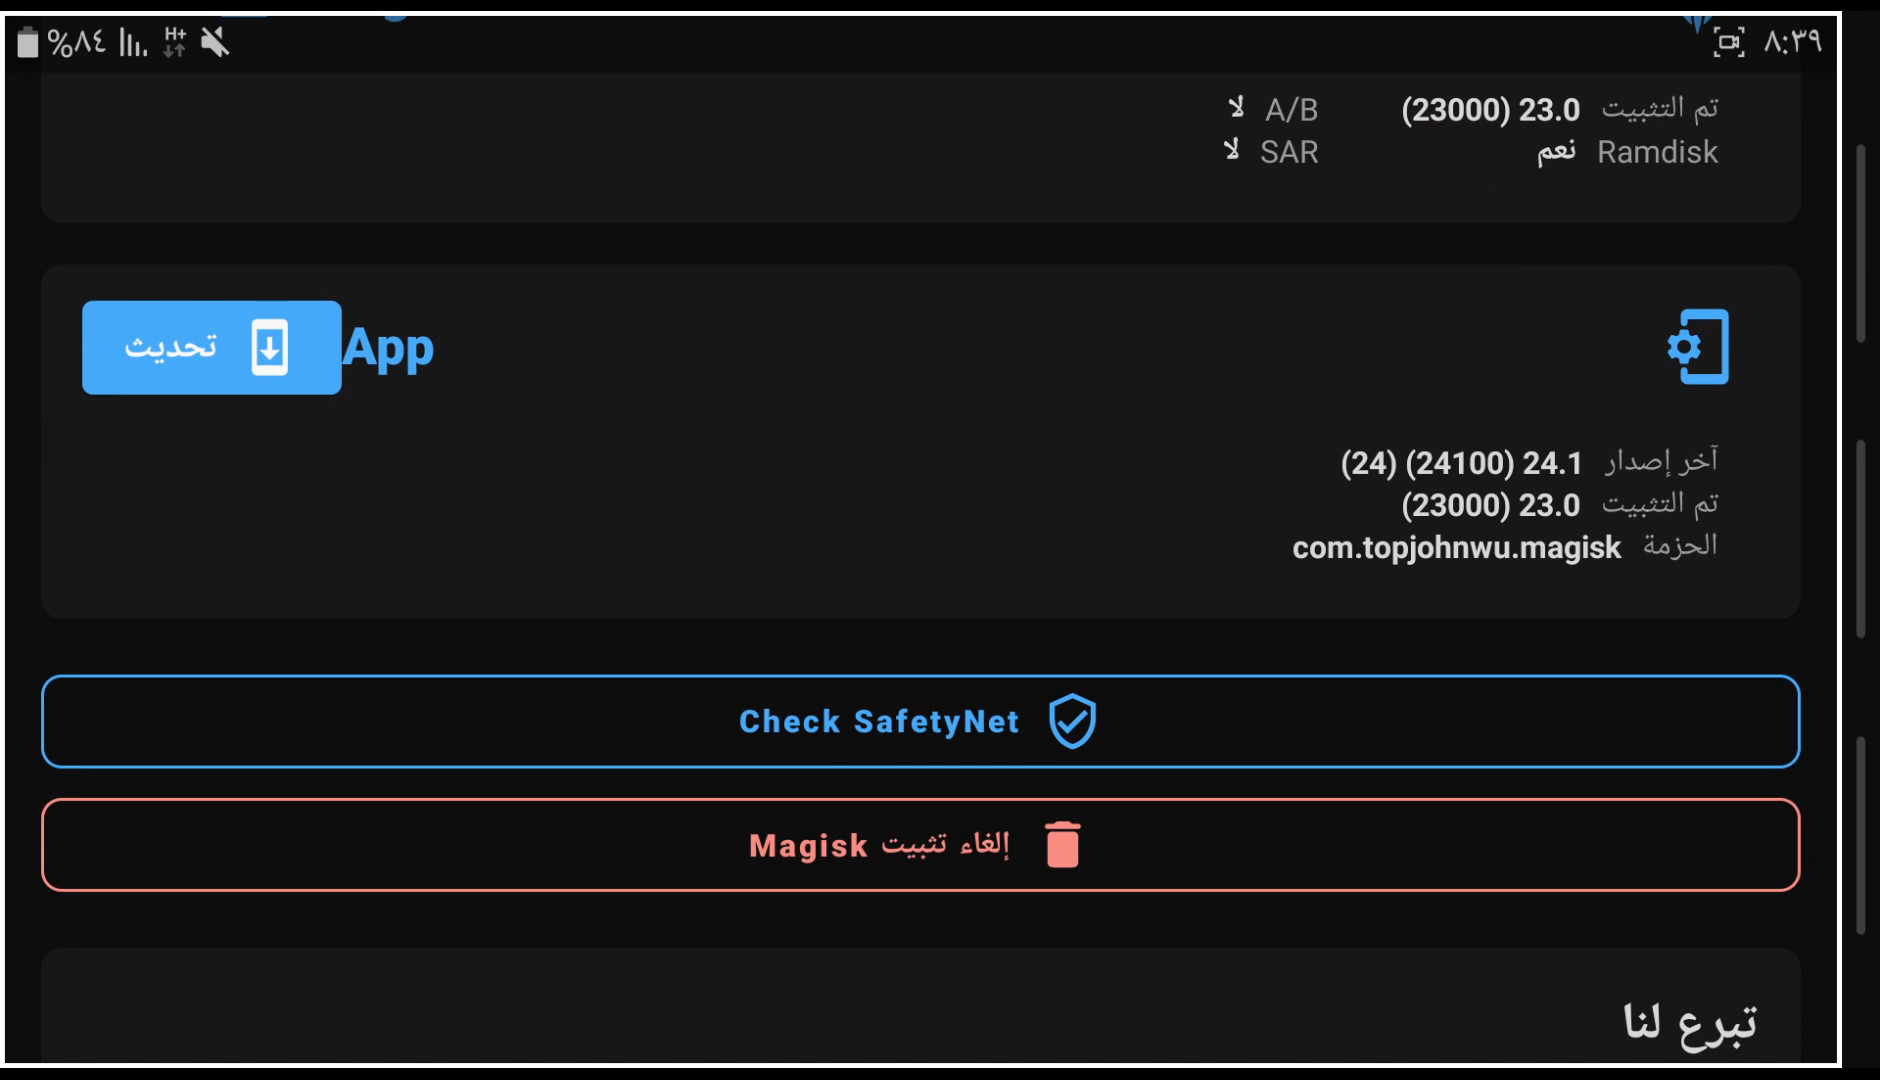 %٨٤ H+ ٨:٣٩
تم التثبيت 23.0 (23000) A/B لا
Ramdisk نعم SAR لا
App تحديث
آخر إصدار 24.1 (24100) (24)
تم التثبيت 23.0 (23000)
الحزمة com.topjohnwu.magisk
Check SafetyNet
إلغاء تثبيت Magisk
تبرع لنا